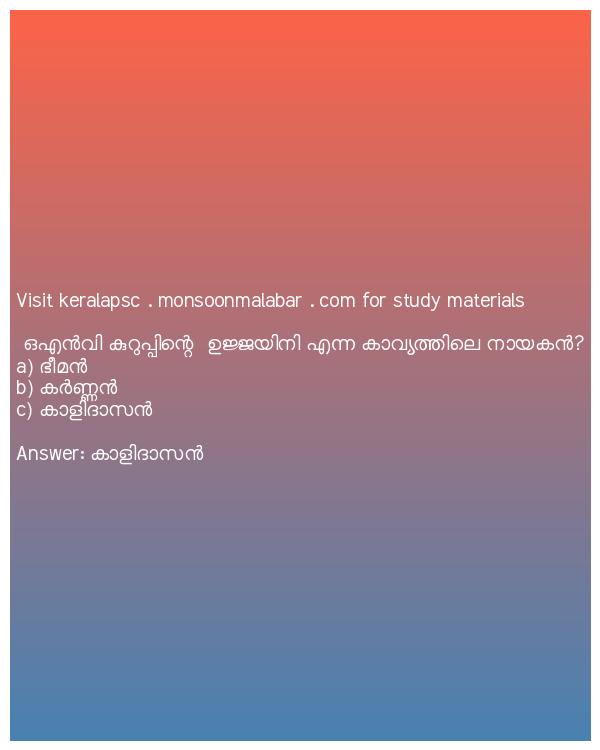 Visit keralapsc . monsoonmalabar . com for study materials
ഒഎൻവി കുറുപ്പിന്റെ ഉജ്ജയിനി എന്ന കാവ്യത്തിലെ നായകൻ?
a) ഭീമൻ
b) കർണ്ണൻ
c) കാളിദാസൻ
Answer: കാളിദാസൻ